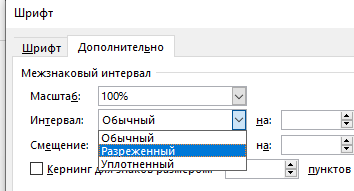 Шрифт
Шрифт Дополнительно
Межзнаковый интервал
Масштаб: 100%
Интервал: Обычный на:
Обычный
Смещение: Разреженный на:
Уплотненный
Кернинг для знаков размером: пунктов